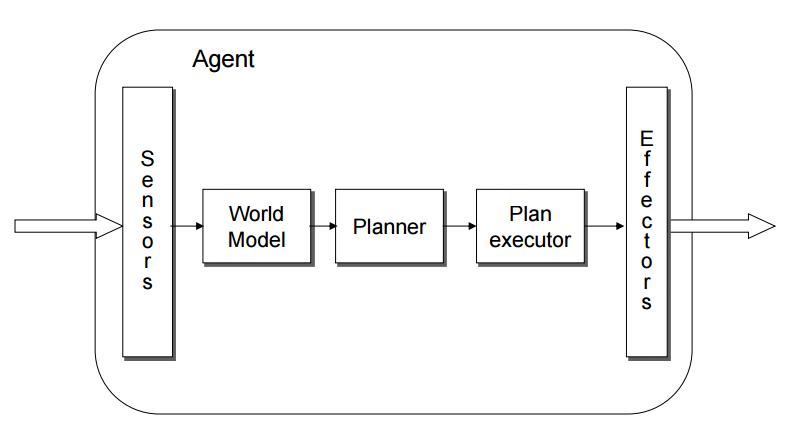 Agent
Sensors
World
Model
Planner
Plan
executor
Effectors